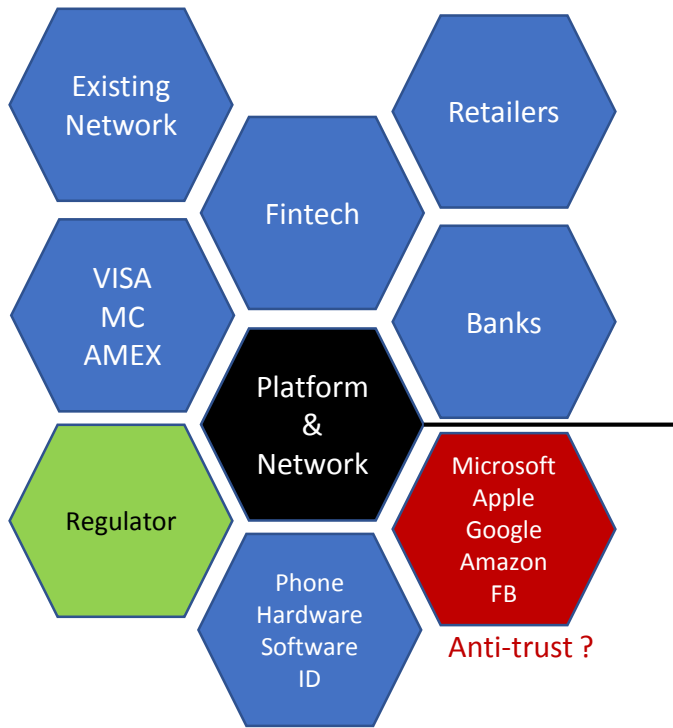 Existing
Network
Retailers
Fintech
VISA
MC
AMEX
Banks
Platform
&
Network
Regulator
Microsoft
Apple
Google
Amazon
FB
Phone
Hardware
Software
ID
Anti-trust ?